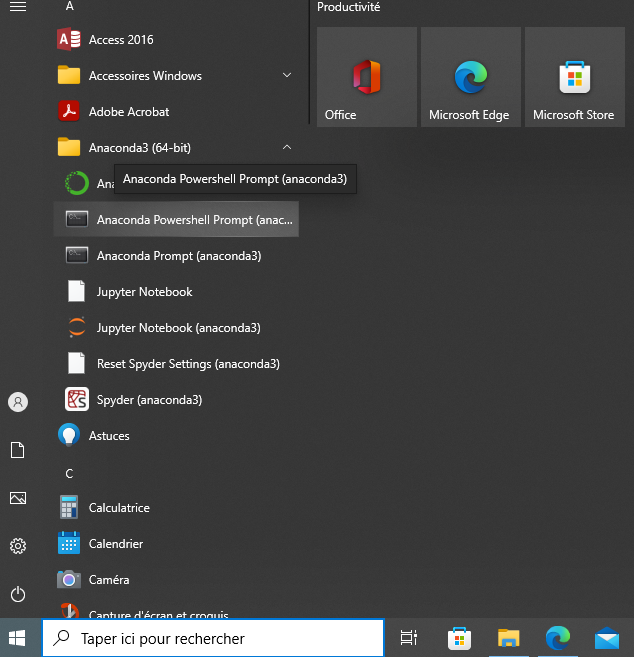 A
Productivité
Access 2016
Accessoires Windows
Adobe Acrobat
Office
Microsoft Edge
Microsoft Store
Anaconda3 (64-bit)
Ana
Anaconda Powershell Prompt (anaconda3)
Anaconda Powershell Prompt (anac...
Anaconda Prompt (anaconda3)
Jupyter Notebook
Jupyter Notebook (anaconda3)
Reset Spyder Settings (anaconda3)
Spyder (anaconda3)
Astuces
C
Calculatrice
Calendrier
Caméra
Capture d'écran et croquis
Taper ici pour rechercher